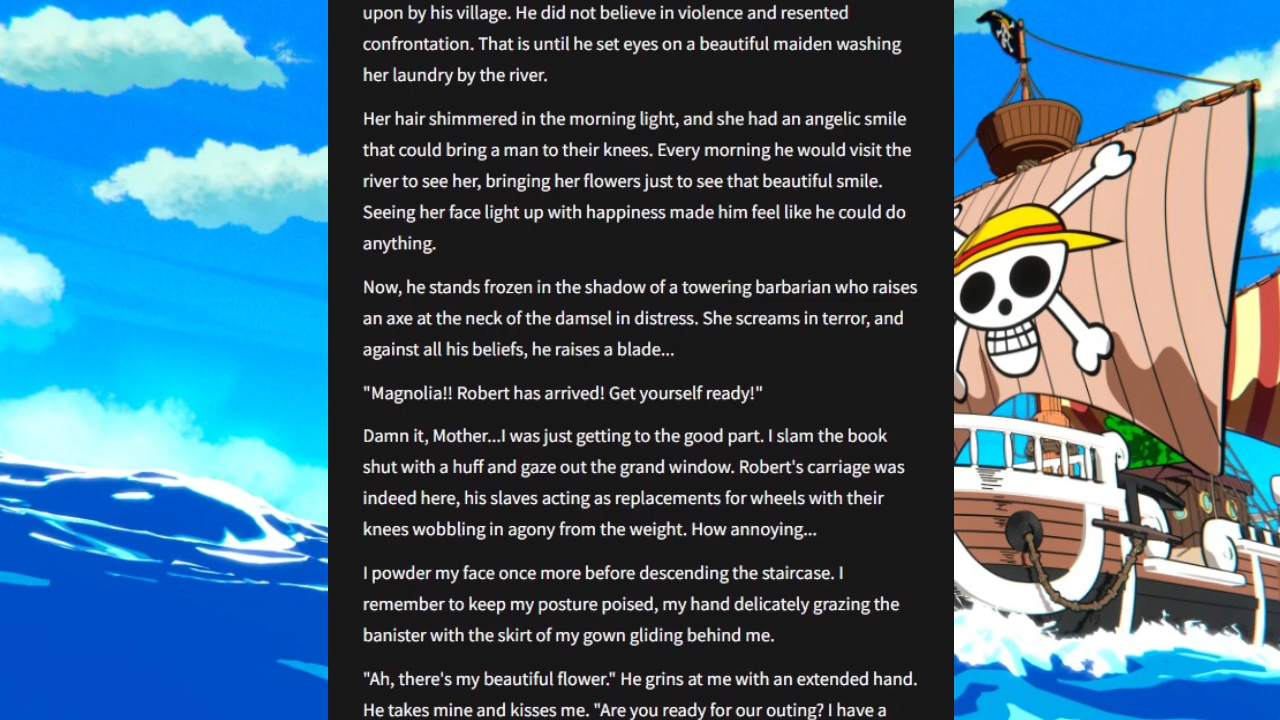 upon by his village. He did not believe in violence and resented
confrontation. That is until he set eyes on a beautiful maiden washing
her laundry by the river.
Her hair shimmered in the morning light, and she had an angelic smile
that could bring a man to their knees. Every morning he would visit the
river to see her, bringing her flowers just to see that beautiful smile.
Seeing her face light up with happiness made him feel like he could do
anything.
Now, he stands frozen in the shadow of a towering barbarian who raises
an axe at the neck of the damsel in distress. She screams in terror, and
against all his beliefs, he raises a blade...
"Magnolia!! Robert has arrived! Get yourself ready!"
Damn it, Mother...I was just getting to the good part. I slam the book
shut with a huff and gaze out the grand window. Robert's carriage was
indeed here, his slaves acting as replacements for wheels with their
knees wobbling in agony from the weight. How annoying...
I powder my face once more before descending the staircase. I
remember to keep my posture poised, my hand delicately grazing the
banister with the skirt of my gown gliding behind me.
"Ah, there's my beautiful flower." He grins at me with an extended hand.
He takes mine and kisses me. "Are you ready for our outing? I have a